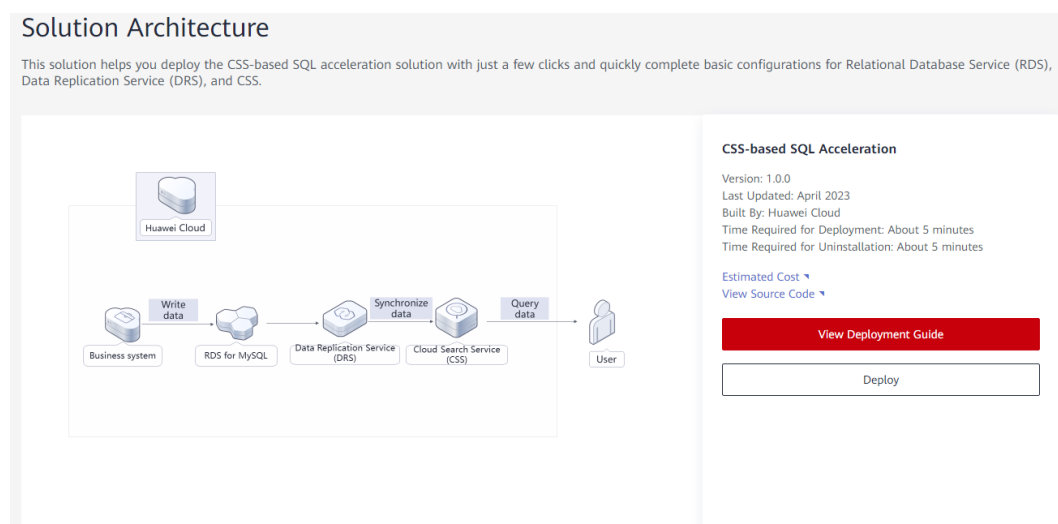 Solution Architecture
This solution helps you deploy the CSS-based SQL acceleration solution with just a few clicks and quickly complete basic configurations for Relational Database Service (RDS),
Data Replication Service (DRS), and CSS.
Huawei Cloud
Write
data
Synchronize
data
Query
data
Business system
RDS for MySQL
Data Replication Service
(DRS)
Cloud Search Service
(CSS)
User
CSS-based SQL Acceleration
Version: 1.0.0
Last Updated: April 2023
Built By: Huawei Cloud
Time Required for Deployment: About 5 minutes
Time Required for Uninstallation: About 5 minutes
Estimated Cost
View Source Code
View Deployment Guide
Deploy